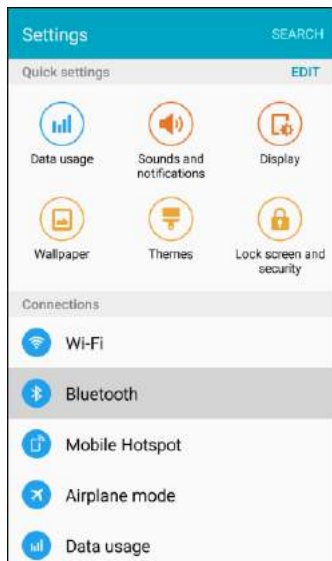 Settings
SEARCH
Quick settings
EDIT
Data usage
Sounds and
notifications
Display
Wallpaper
Themes
Lock screen and
security
Connections
Wi-Fi
Bluetooth
Mobile Hotspot
Airplane mode
Data usage